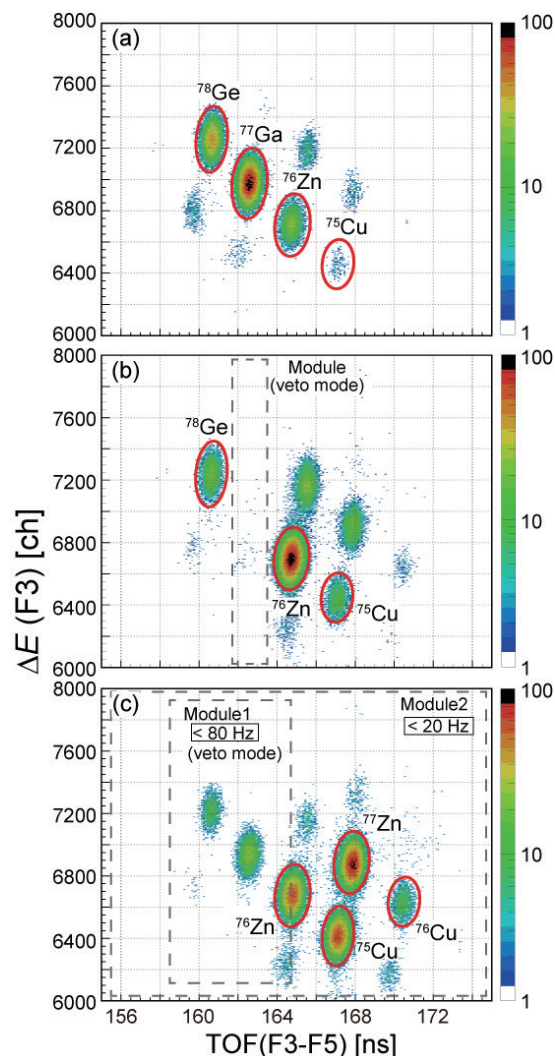 8000
(a)
100
7600
⁷⁸Ge
7200
⁷⁷Ga
⁷⁶Zn
10
6800
⁷⁵Cu
6400
6000
1
8000
(b)
Module
(veto mode)
100
7600
⁷⁸Ge
7200
10
6800
6400
⁷⁶Zn
⁷⁵Cu
6000
1
ΔE (F3) [ch]
8000
(c)
Module1
< 80 Hz
(veto mode)
Module2
< 20 Hz
100
7600
⁷⁷Zn
7200
10
6800
⁷⁶Zn
⁷⁶Cu
6400
⁷⁵Cu
6000
1
156 160 164 168 172
TOF(F3-F5) [ns]